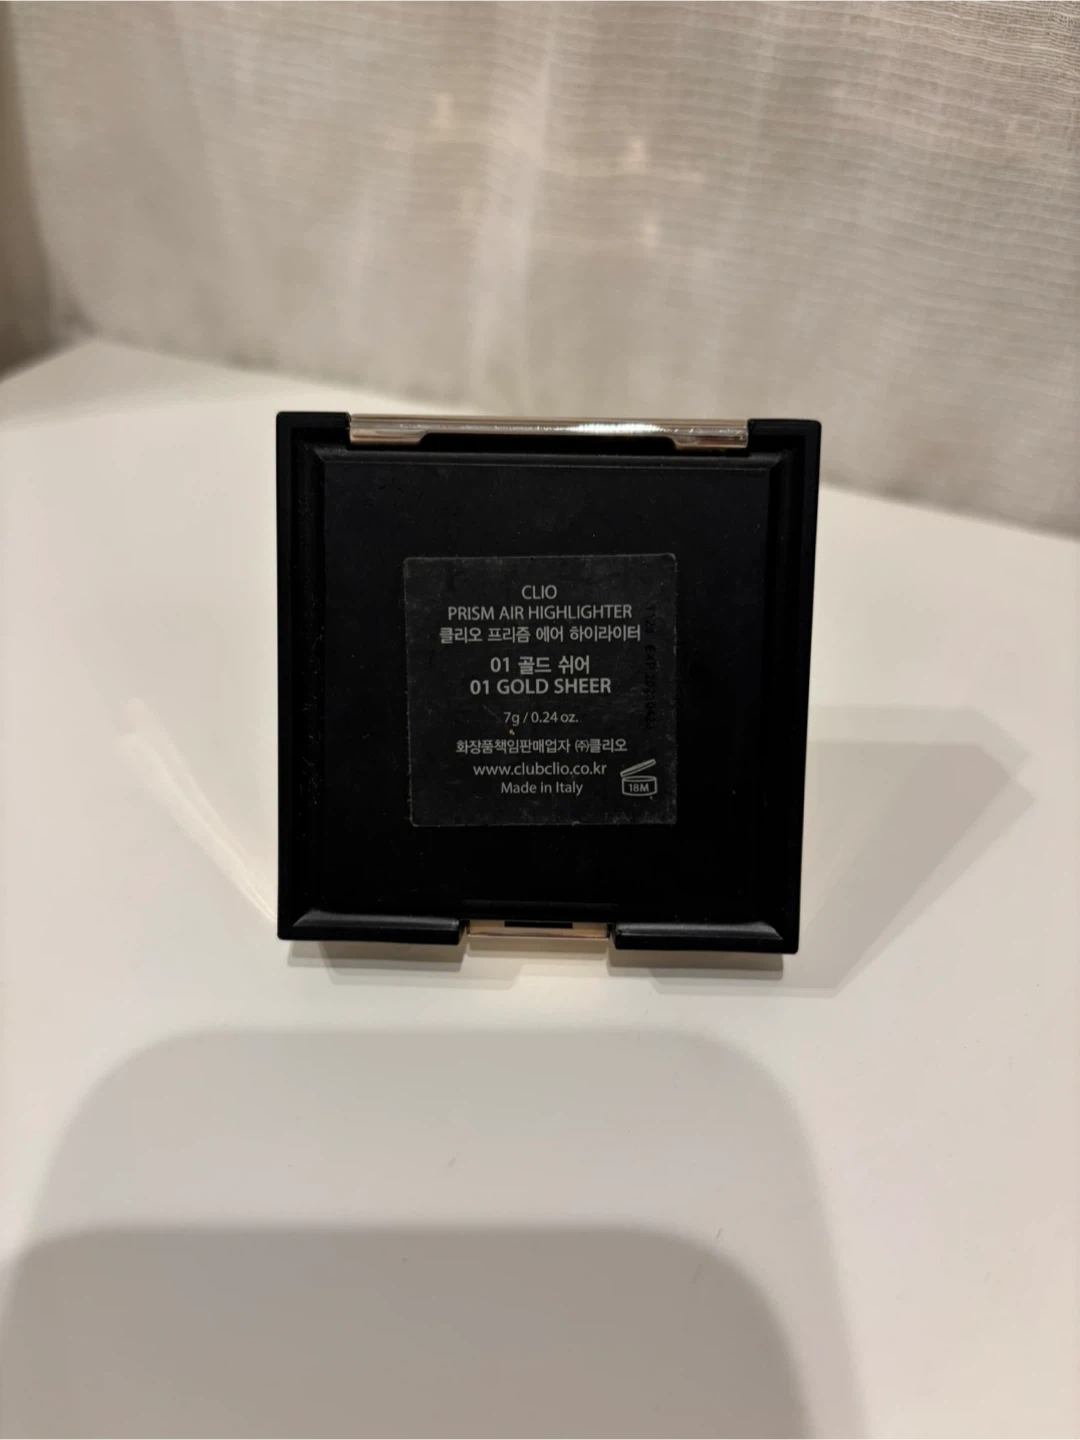 CLIO
PRISM AIR HIGHLIGHTER
클리오 프리즘 에어 하이라이터
01 골드 쉬어
01 GOLD SHEER
7g / 0.24 oz.
화장품책임판매업자 ㈜클리오
www.clubclio.co.kr
Made in Italy
18M
EXP